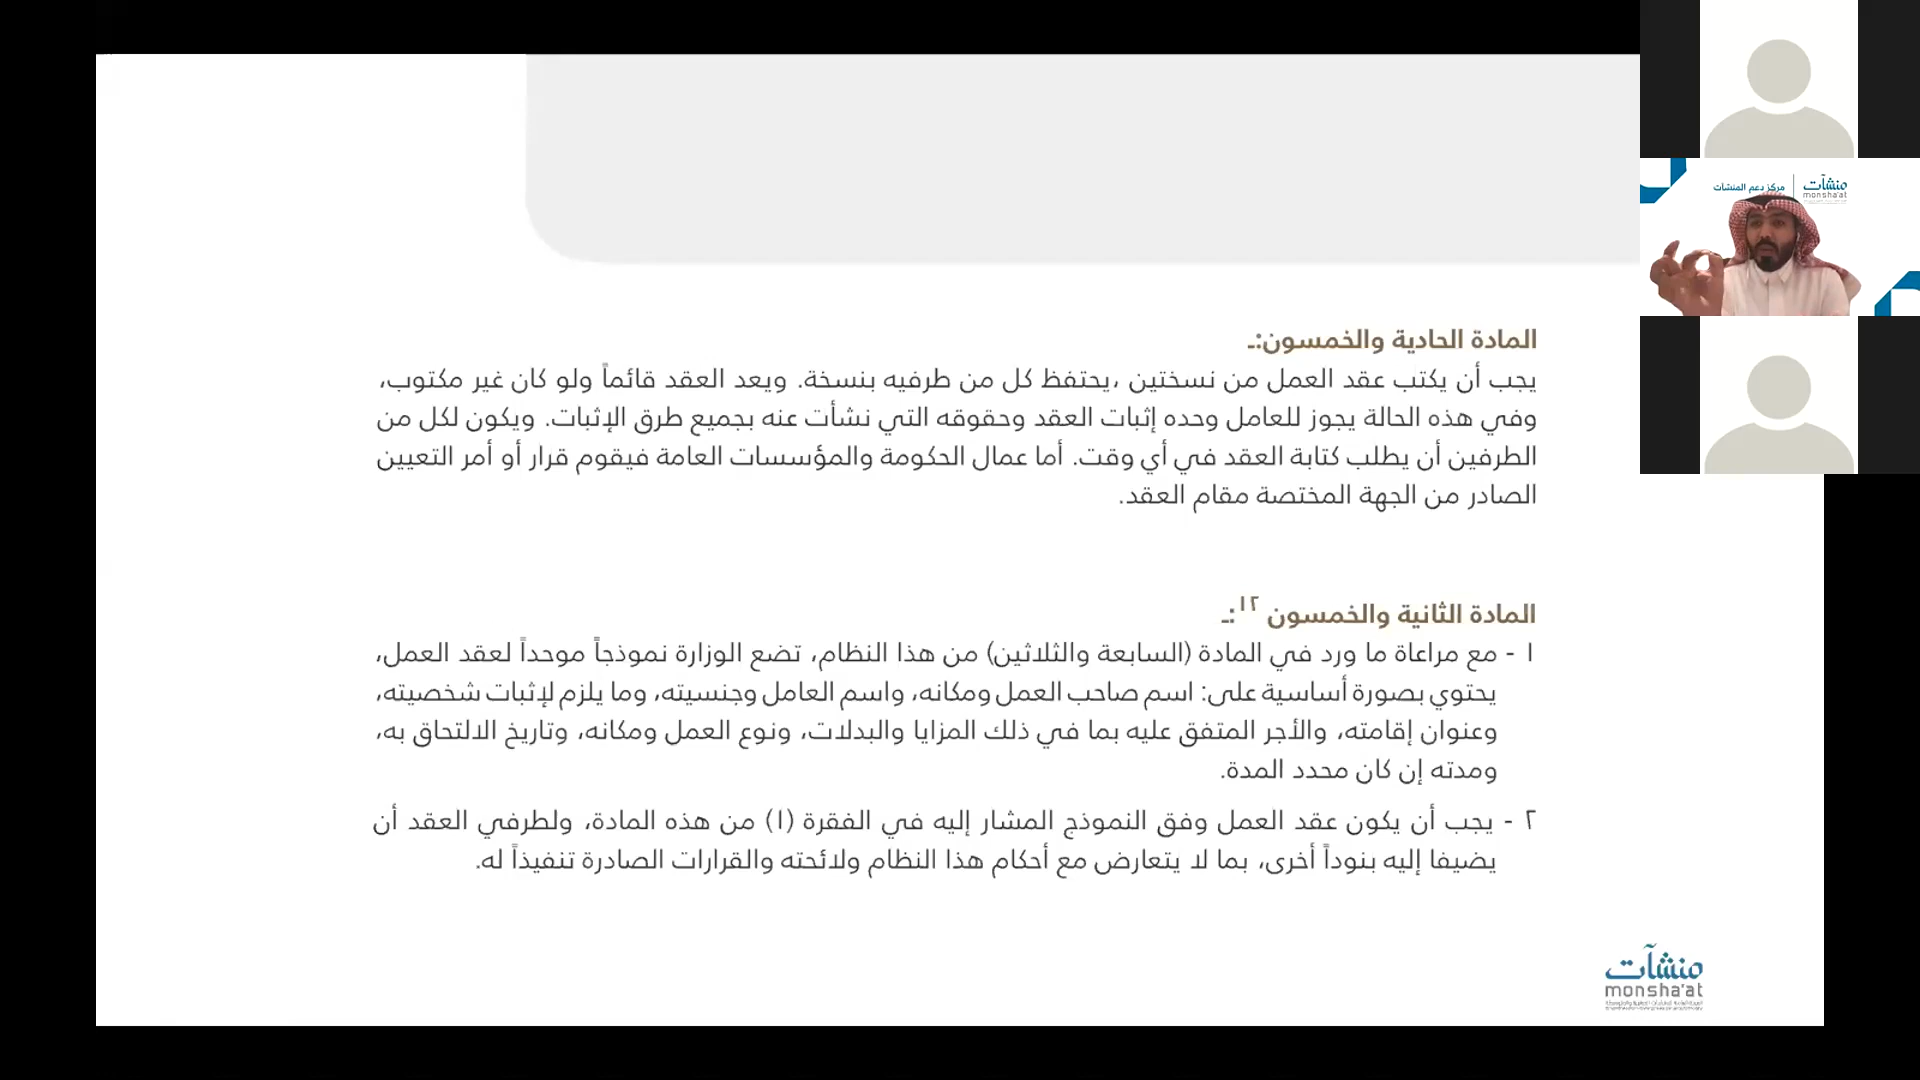 منشآت
monsha'at
مركز دعم المنشآت
المادة الحادية والخمسون:ـ
يجب أن يكتب عقد العمل من نسختين ،يحتفظ كل من طرفيه بنسخة. ويعد العقد قائماً ولو كان غير مكتوب،
وفي هذه الحالة يجوز للعامل وحده إثبات العقد وحقوقه التي نشأت عنه بجميع طرق الإثبات. ويكون لكل من
الطرفين أن يطلب كتابة العقد في أي وقت. أما عمال الحكومة والمؤسسات العامة فيقوم قرار أو أمر التعيين
الصادر من الجهة المختصة مقام العقد.
المادة الثانية والخمسون ١٢:ـ
١ - مع مراعاة ما ورد في المادة (السابعة والثلاثين) من هذا النظام، تضع الوزارة نموذجاً موحداً لعقد العمل،
يحتوي بصورة أساسية على: اسم صاحب العمل ومكانه، واسم العامل وجنسيته، وما يلزم لإثبات شخصيته،
وعنوان إقامته، والأجر المتفق عليه بما في ذلك المزايا والبدلات، ونوع العمل ومكانه، وتاريخ الالتحاق به،
ومدته إن كان محدد المدة.
٢ - يجب أن يكون عقد العمل وفق النموذج المشار إليه في الفقرة (١) من هذه المادة، ولطرفي العقد أن
يضيفا إليه بنوداً أخرى، بما لا يتعارض مع أحكام هذا النظام ولائحته والقرارات الصادرة تنفيذاً له.
منشآت
monsha'at